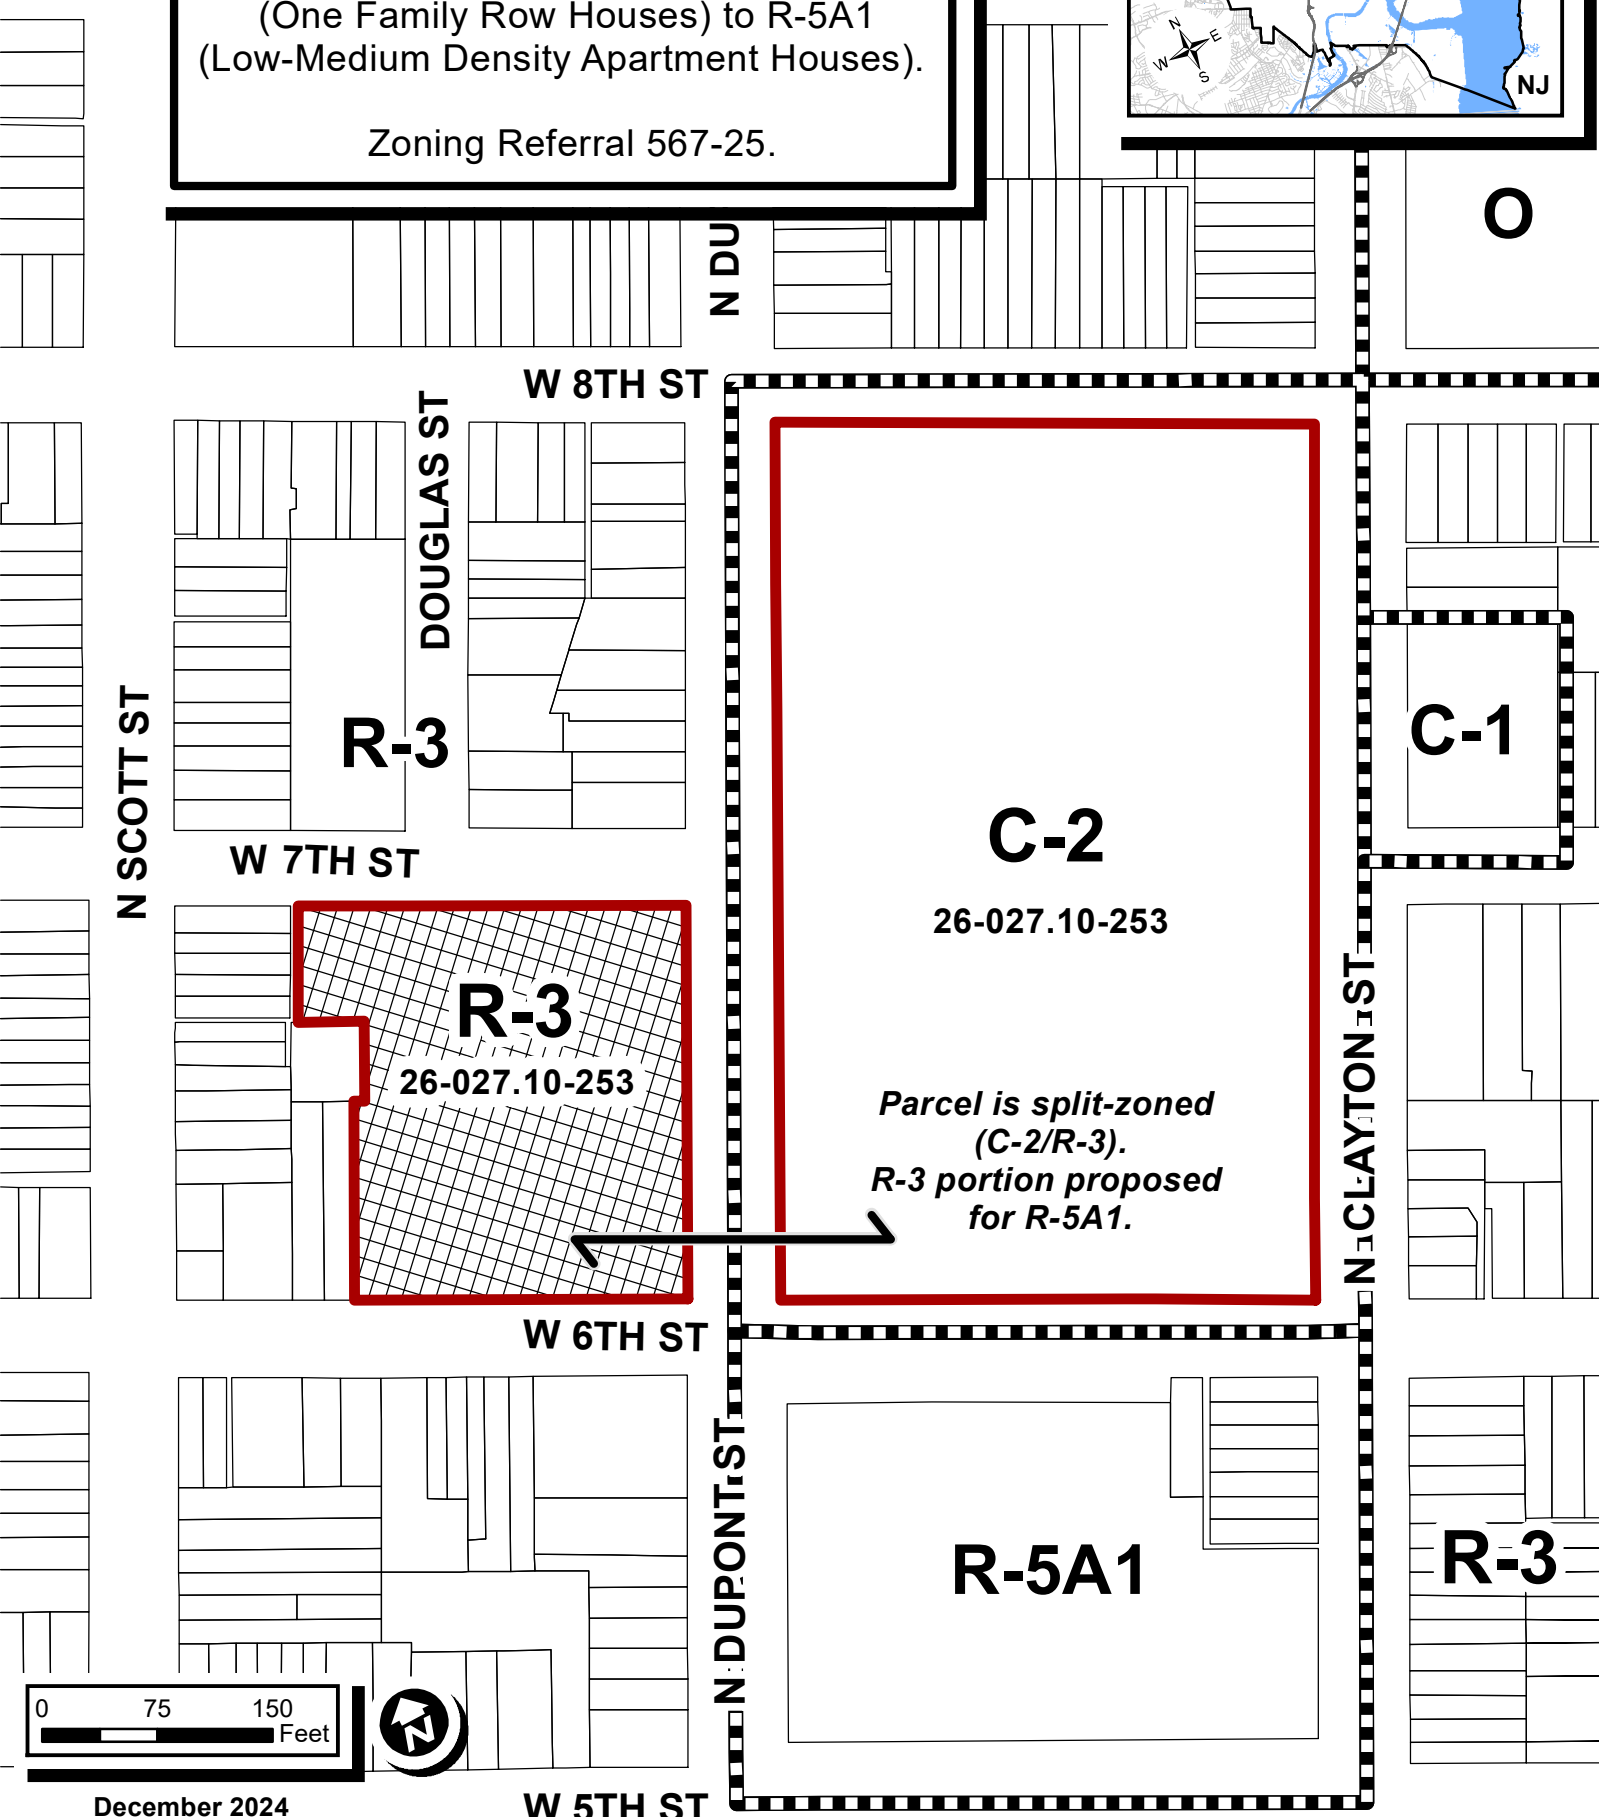 (One Family Row Houses) to R-5A1
(Low-Medium Density Apartment Houses).
Zoning Referral 567-25.
N
E
W
S
NJ
O
N DU
W 8TH ST
DOUGLAS ST
N SCOTT ST
R-3
C-1
C-2
26-027.10-253
W 7TH ST
R-3
26-027.10-253
N CLAYTON ST
Parcel is split-zoned
(C-2/R-3).
R-3 portion proposed
for R-5A1.
W 6TH ST
N DUPONT ST
R-5A1
R-3
0 75 150
Feet
N
December 2024
W 5TH ST